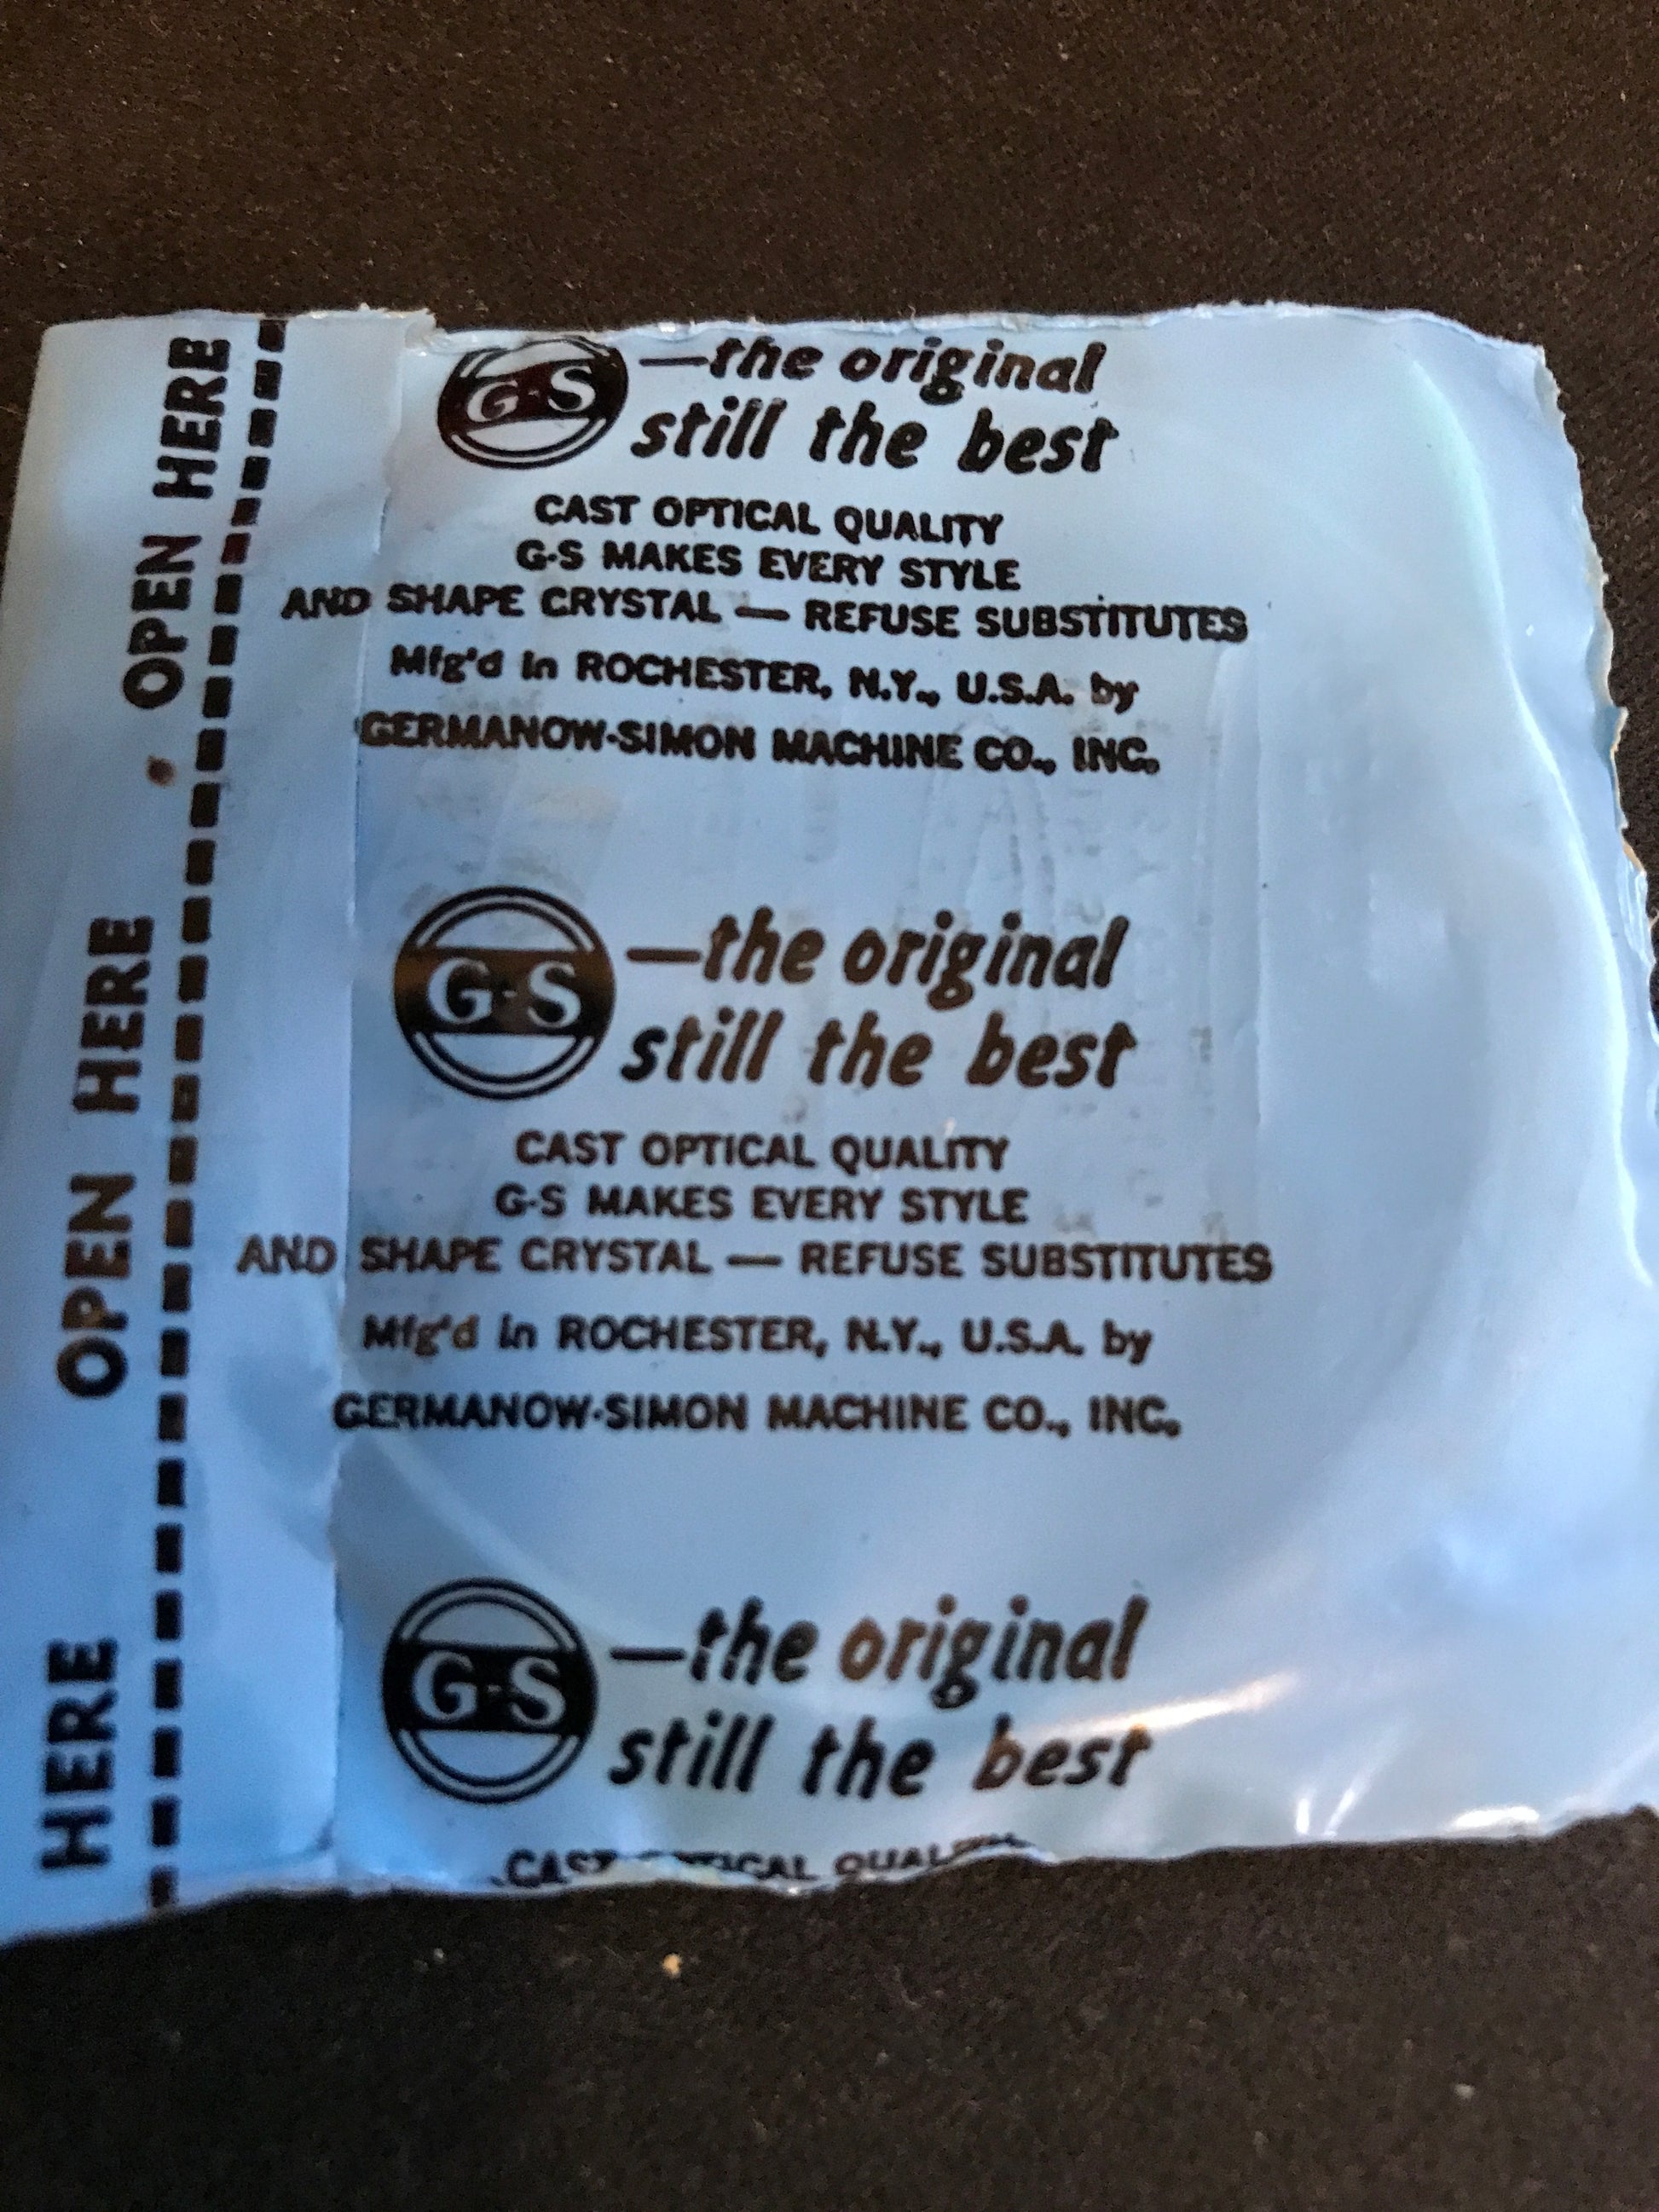 OPEN HERE
OPEN HERE
HERE
G-S —the original
still the best
CAST OPTICAL QUALITY
G-S MAKES EVERY STYLE
AND SHAPE CRYSTAL — REFUSE SUBSTITUTES
Mfg'd in ROCHESTER, N.Y., U.S.A. by
GERMANOW-SIMON MACHINE CO., INC.
G-S —the original
still the best
CAST OPTICAL QUALITY
G-S MAKES EVERY STYLE
AND SHAPE CRYSTAL — REFUSE SUBSTITUTES
Mfg'd in ROCHESTER, N.Y., U.S.A. by
GERMANOW-SIMON MACHINE CO., INC.
G-S —the original
still the best
CAST OPTICAL QUALITY